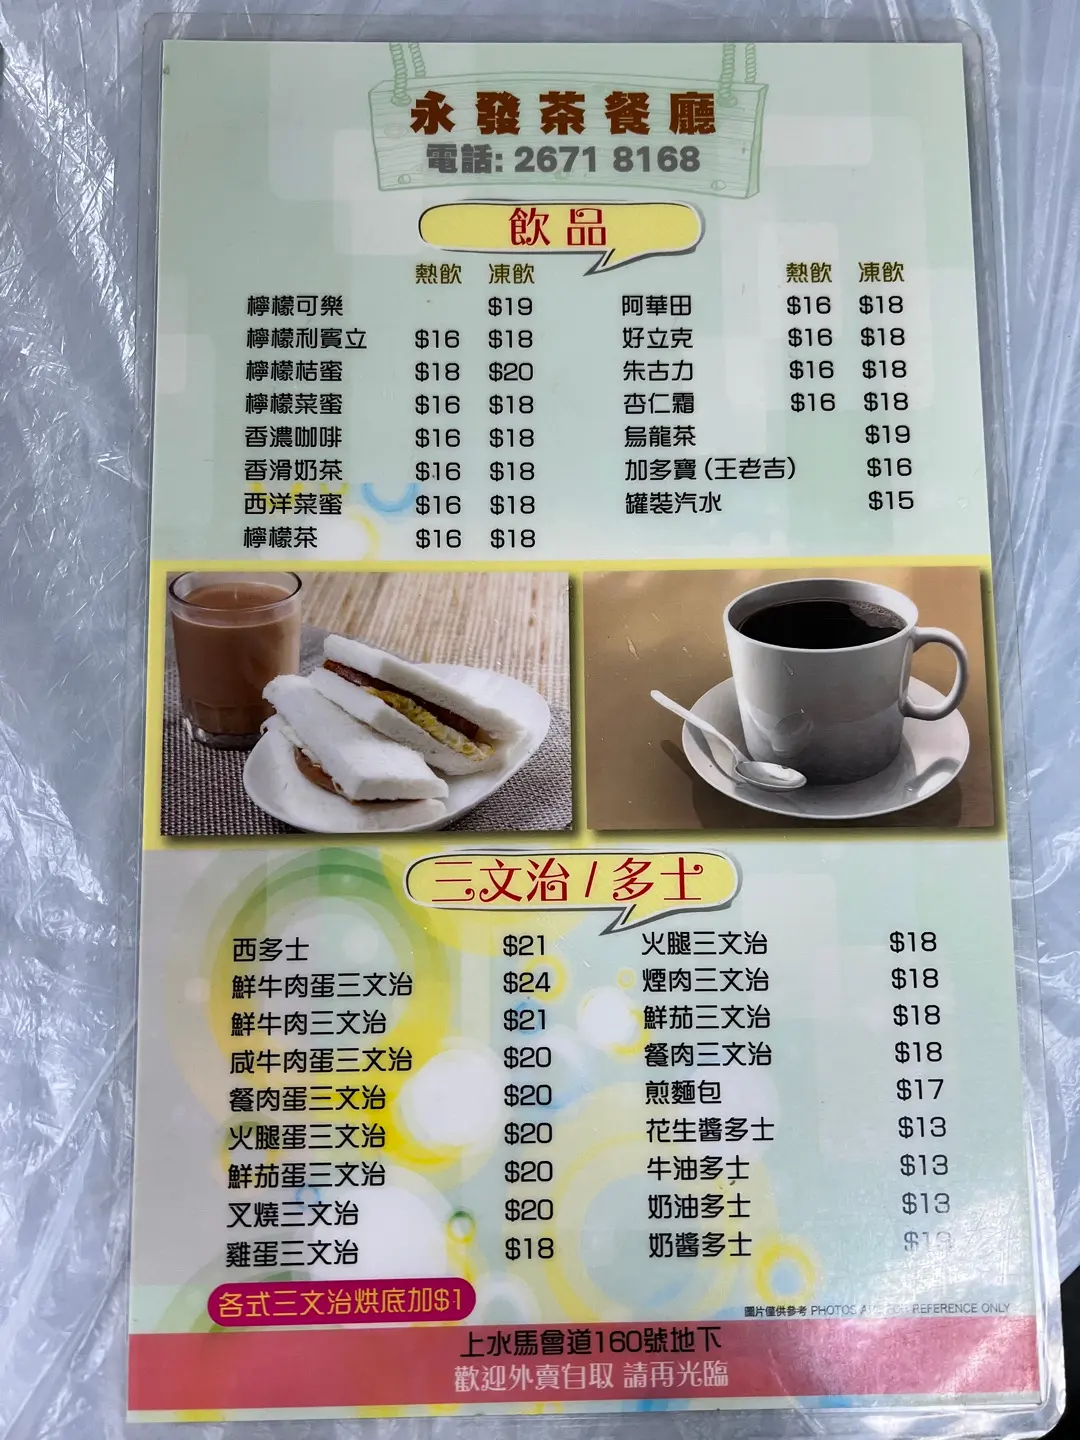 永發茶餐廳
電話: 2671 8168
飲品
熱飲 凍飲
檸檬可樂 $19
檸檬利賓立 $16 $18
檸檬桔蜜 $18 $20
檸檬菜蜜 $16 $18
香濃咖啡 $16 $18
香滑奶茶 $16 $18
西洋菜蜜 $16 $18
檸檬茶 $16 $18
熱飲 凍飲
阿華田 $16 $18
好立克 $16 $18
朱古力 $16 $18
杏仁霜 $16 $18
烏龍茶 $19
加多寶(王老吉) $16
罐裝汽水 $15
三文治/多士
西多士 $21
鮮牛肉蛋三文治 $24
鮮牛肉三文治 $21
咸牛肉蛋三文治 $20
餐肉蛋三文治 $20
火腿蛋三文治 $20
鮮茄蛋三文治 $20
叉燒三文治 $20
雞蛋三文治 $18
火腿三文治 $18
煙肉三文治 $18
鮮茄三文治 $18
餐肉三文治 $18
煎麵包 $17
花生醬多士 $13
牛油多士 $13
奶油多士 $13
奶醬多士
各式三文治烘底加$1
圖片僅供參考 PHOTOS ARE FOR REFERENCE ONLY
上水馬會道160號地下
歡迎外賣自取 請再光臨